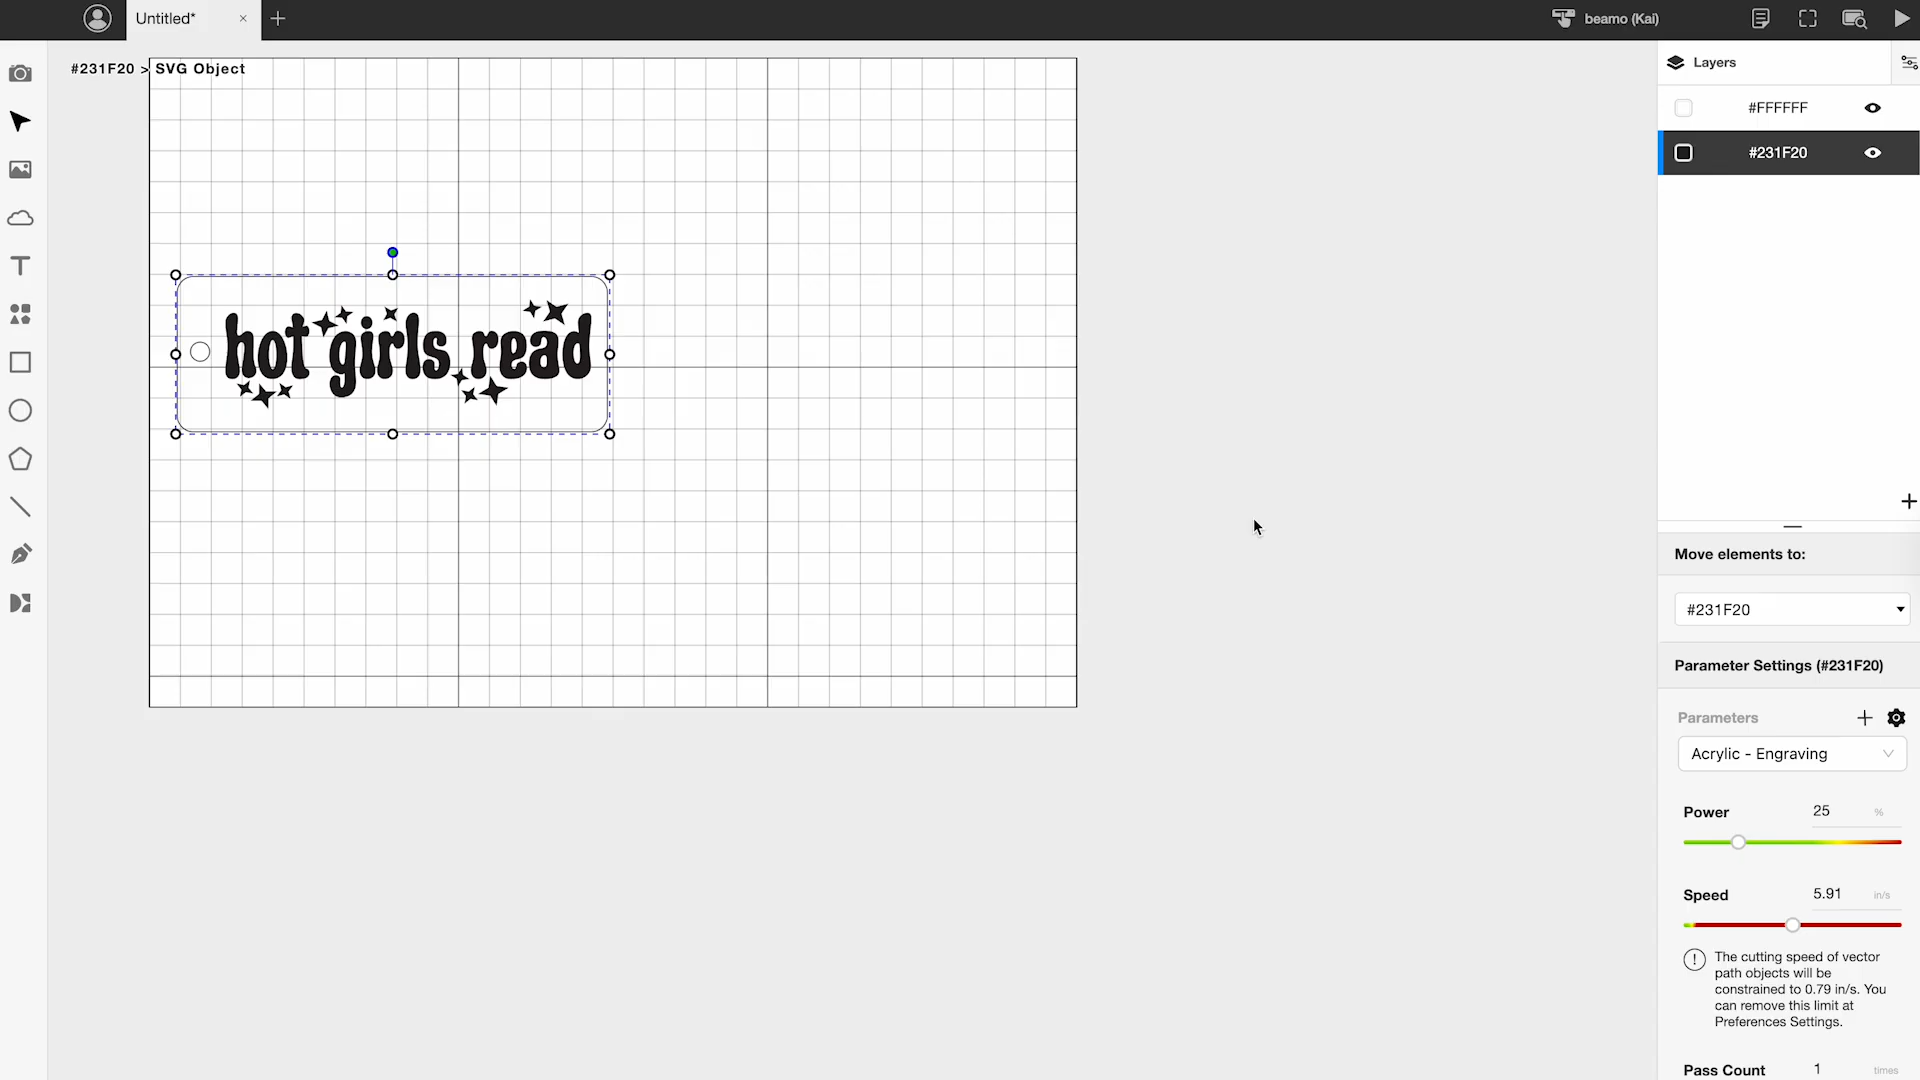 Untitled*
beamo (Kai)
#231F20 > SVG Object
Layers
#FFFFFF
#231F20
hot girls read
Move elements to:
#231F20
Parameter Settings (#231F20)
Parameters
Acrylic - Engraving
Power 25 %
Speed 5.91 in/s
The cutting speed of vector
path objects will be
constrained to 0.79 in/s. You
can remove this limit at
Preferences Settings.
Pass Count 1 times